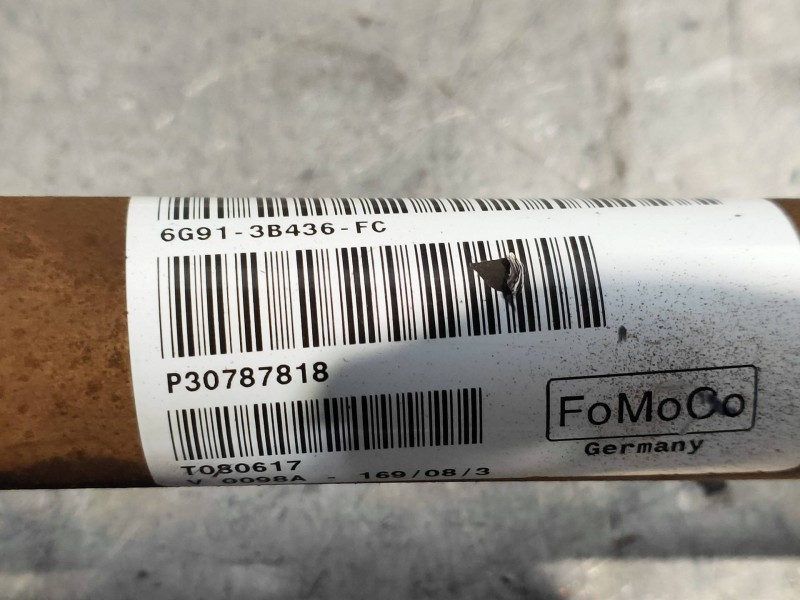 6G91-3B436-FC
P30787818
FoMoCo
Germany
T080617
V 0098A - 169/08/3